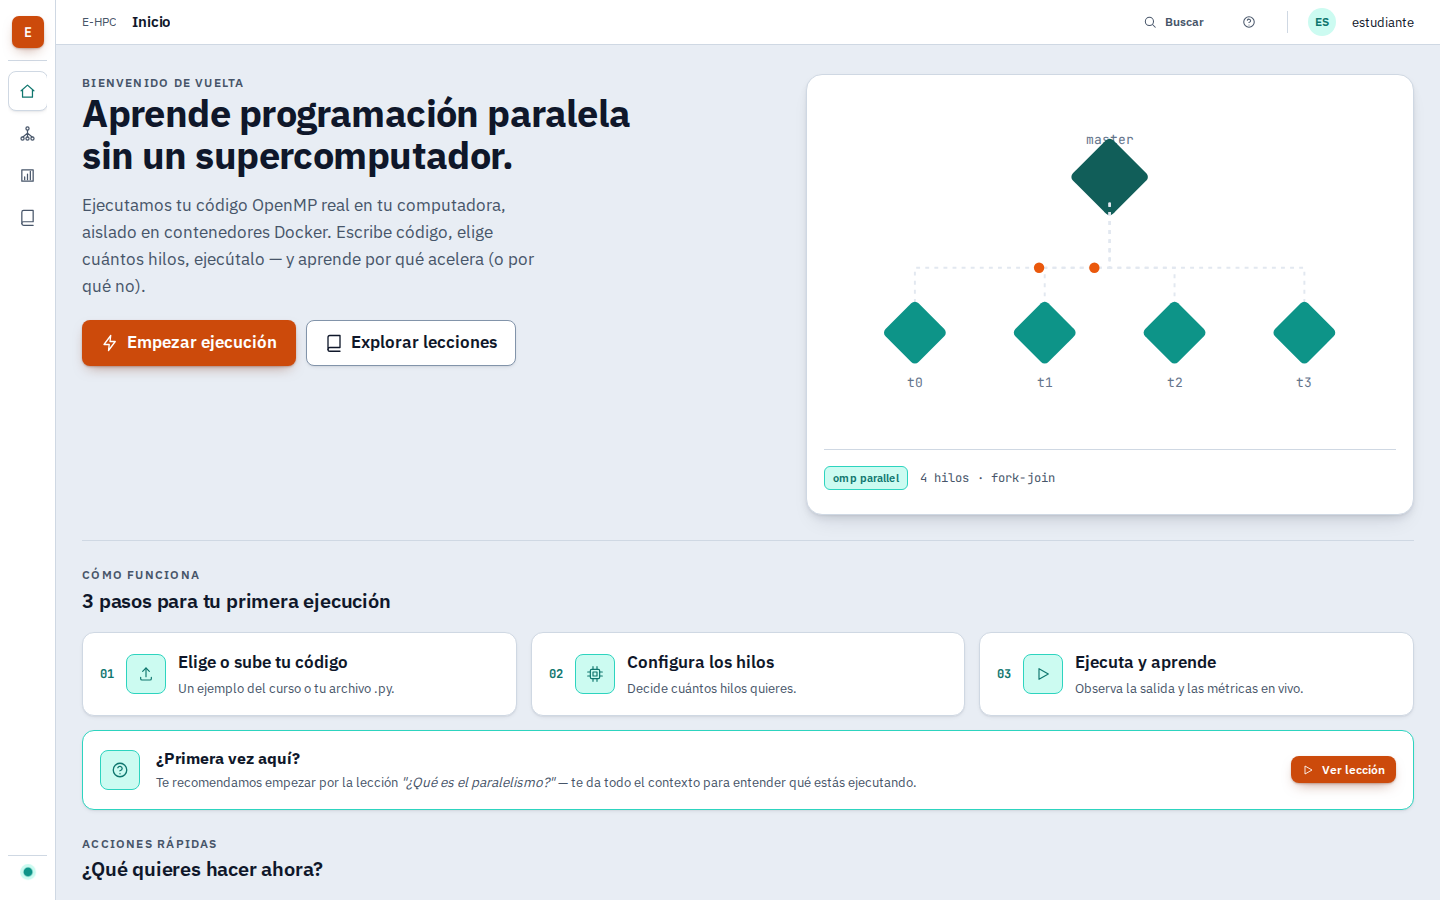 E
E-HPC Inicio
Buscar
ES estudiante
BIENVENIDO DE VUELTA
Aprende programación paralela
sin un supercomputador.
Ejecutamos tu código OpenMP real en tu computadora,
aislado en contenedores Docker. Escribe código, elige
cuántos hilos, ejecútalo — y aprende por qué acelera (o por
qué no).
Empezar ejecución
Explorar lecciones
master
t0 t1 t2 t3
omp parallel 4 hilos · fork-join
CÓMO FUNCIONA
3 pasos para tu primera ejecución
01 Elige o sube tu código
Un ejemplo del curso o tu archivo .py.
02 Configura los hilos
Decide cuántos hilos quieres.
03 Ejecuta y aprende
Observa la salida y las métricas en vivo.
¿Primera vez aquí?
Te recomendamos empezar por la lección "¿Qué es el paralelismo?" — te da todo el contexto para entender qué estás ejecutando.
Ver lección
ACCIONES RÁPIDAS
¿Qué quieres hacer ahora?